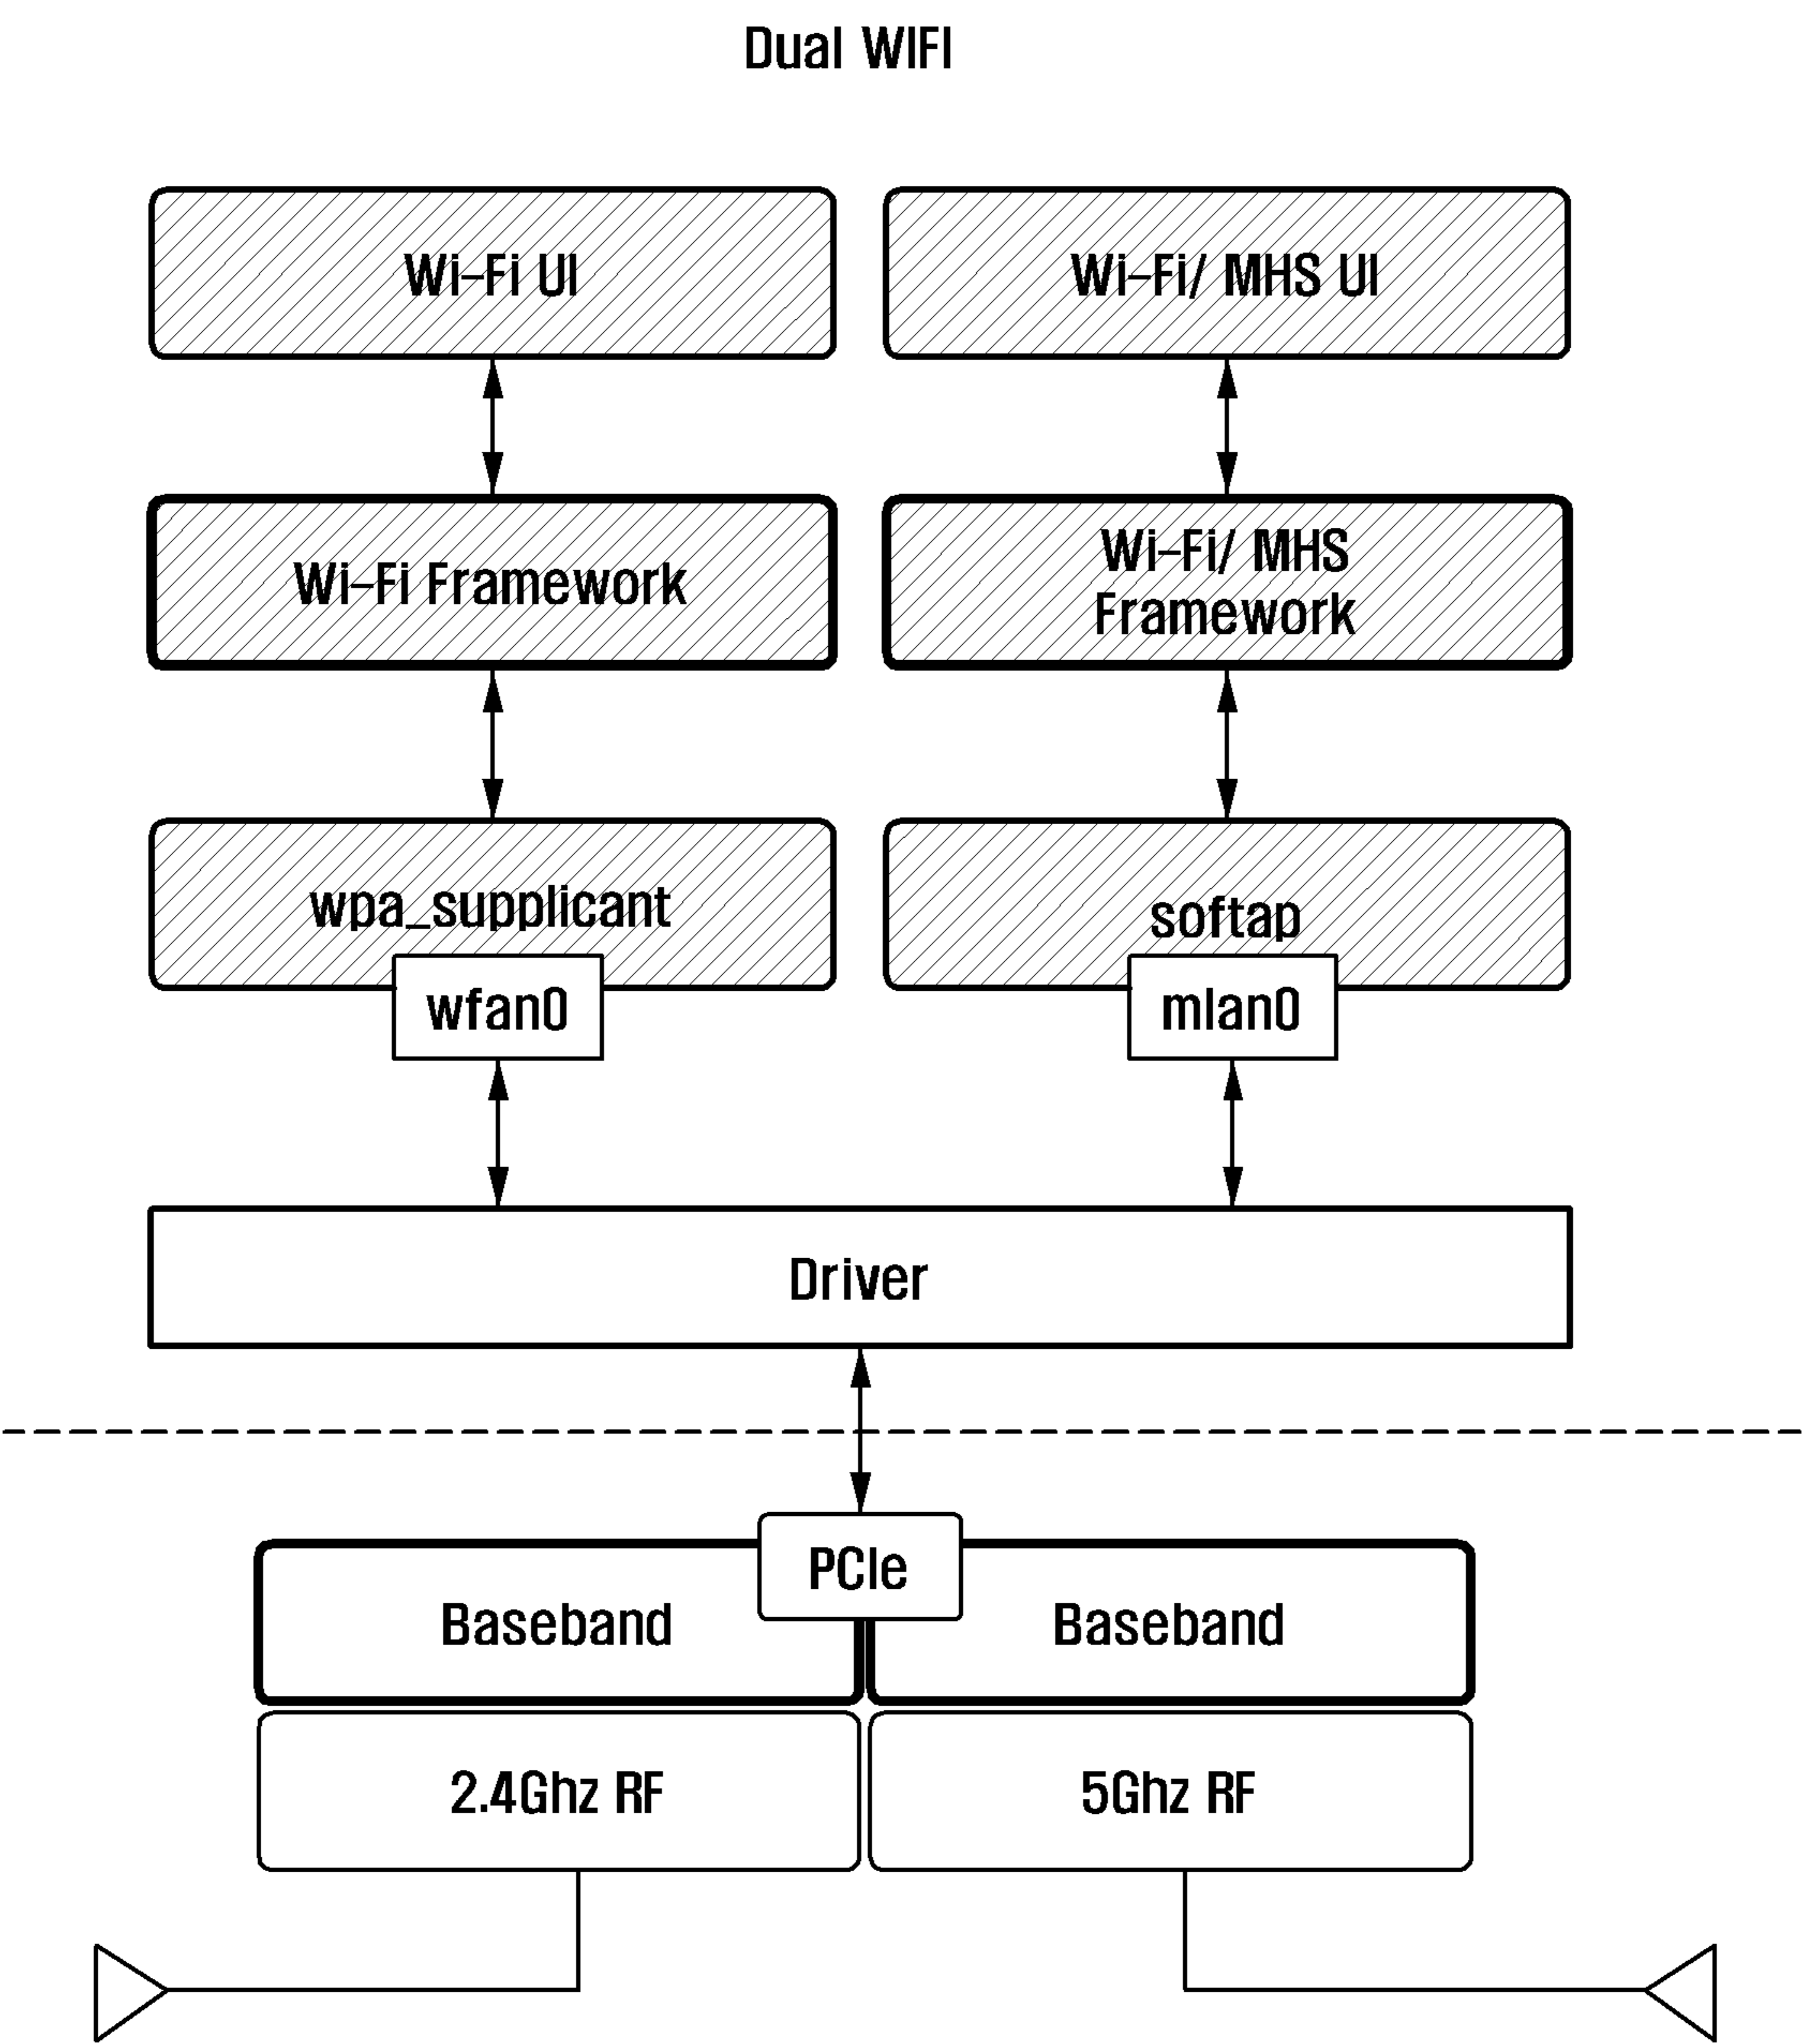 Dual WIFI
Wi-Fi UI
Wi-Fi/ MHS UI
Wi-Fi Framework
Wi-Fi/ MHS
Framework
wpa_supplicant
softap
wfan0
mlan0
Driver
PCIe
Baseband
Baseband
2.4Ghz RF
5Ghz RF